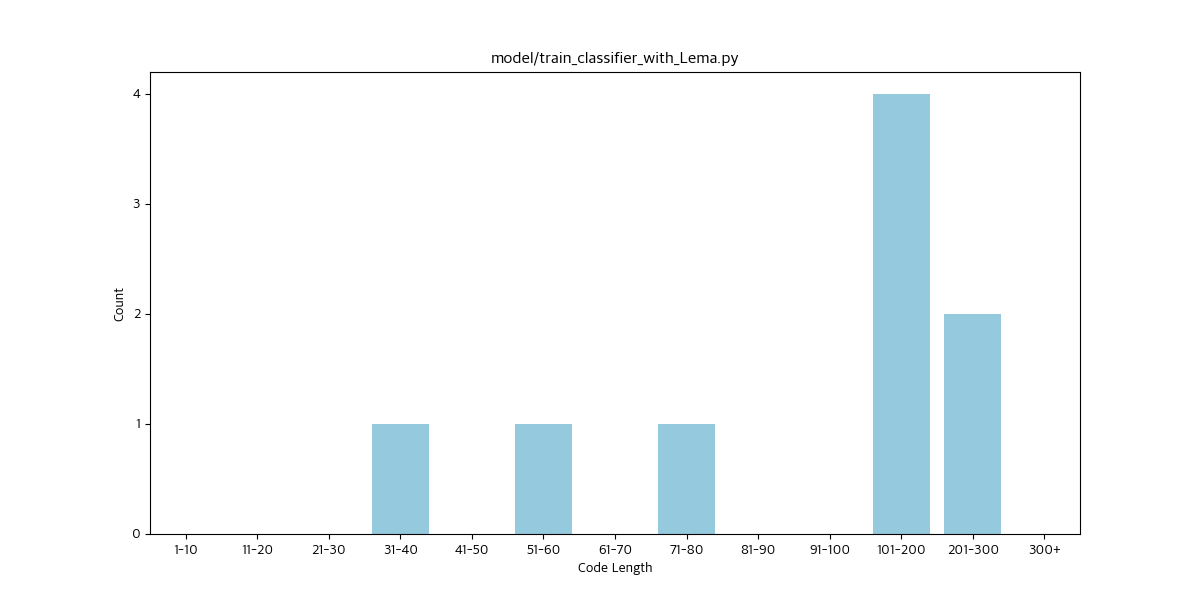 model/train_classifier_with_Lema.py
Count
4
3
2
1
0
1-10 11-20 21-30 31-40 41-50 51-60 61-70 71-80 81-90 91-100 101-200 201-300 300+
Code Length